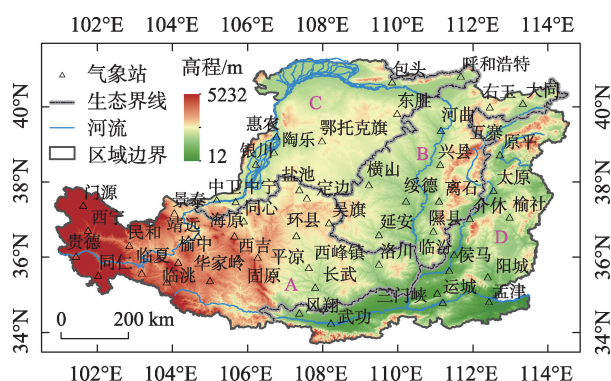 102°E 104°E 106°E 108°E 110°E 112°E 114°E
40°N
38°N
36°N
34°N
气象站
生态界线
河流
区域边界
高程/m
5232
12
呼和浩特
包头
右玉 大同
东胜
河曲
C
惠农
陶乐 鄂托克旗
五寨
原平
银川
兴县
横山
B
太原
盐池
定边
门源
中卫 中宁
绥德
离石
景泰
同心
吴旗
介休 榆社
西宁
靖远
海原
环县
延安
隰县
民和
贵德
榆中
西吉
平凉 西峰镇
洛川
临汾
D
同仁
临夏
临洮
华家岭
固原
长武
侯马
阳城
A
运城
三门峡
孟津
凤翔
武功
0 200 km
40°N
38°N
36°N
34°N
102°E 104°E 106°E 108°E 110°E 112°E 114°E